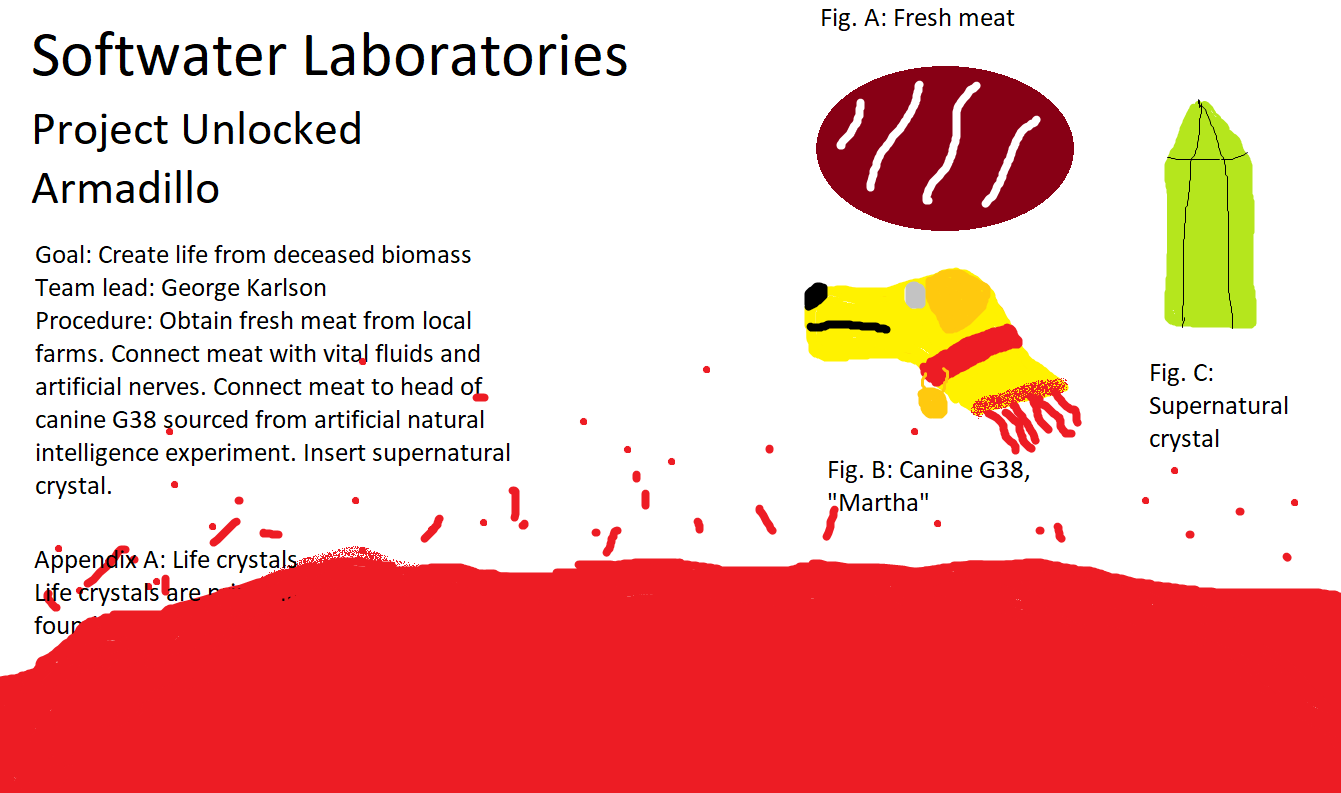 Softwater Laboratories
Project Unlocked
Armadillo
Goal: Create life from deceased biomass
Team lead: George Karlson
Procedure: Obtain fresh meat from local
farms. Connect meat with vital fluids and
artificial nerves. Connect meat to head of
canine G38 sourced from artificial natural
intelligence experiment. Insert supernatural
crystal.
Appendix A: Life crystals
Life crystals are
Fig. A: Fresh meat
Fig. B: Canine G38,
"Martha"
Fig. C:
Supernatural
crystal